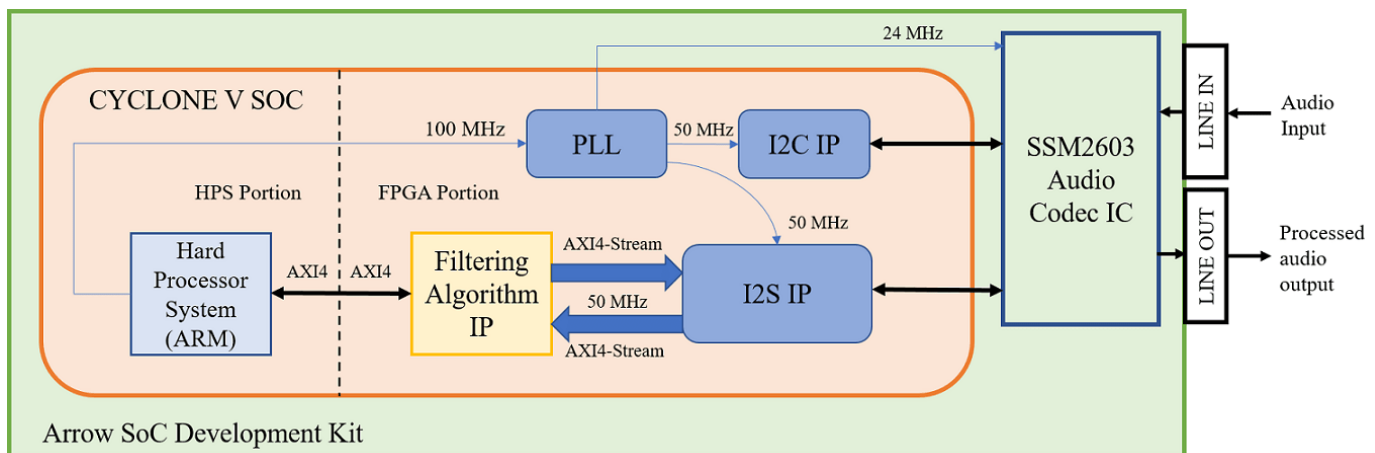 24 MHz
CYCLONE V SOC
100 MHz
PLL
50 MHz
I2C IP
SSM2603
Audio
Codec IC
LINE IN
Audio
Input
HPS Portion
FPGA Portion
50 MHz
Hard
Processor
System
(ARM)
AXI4
AXI4
Filtering
Algorithm
IP
AXI4-Stream
50 MHz
AXI4-Stream
I2S IP
LINE OUT
Processed
audio
output
Arrow SoC Development Kit